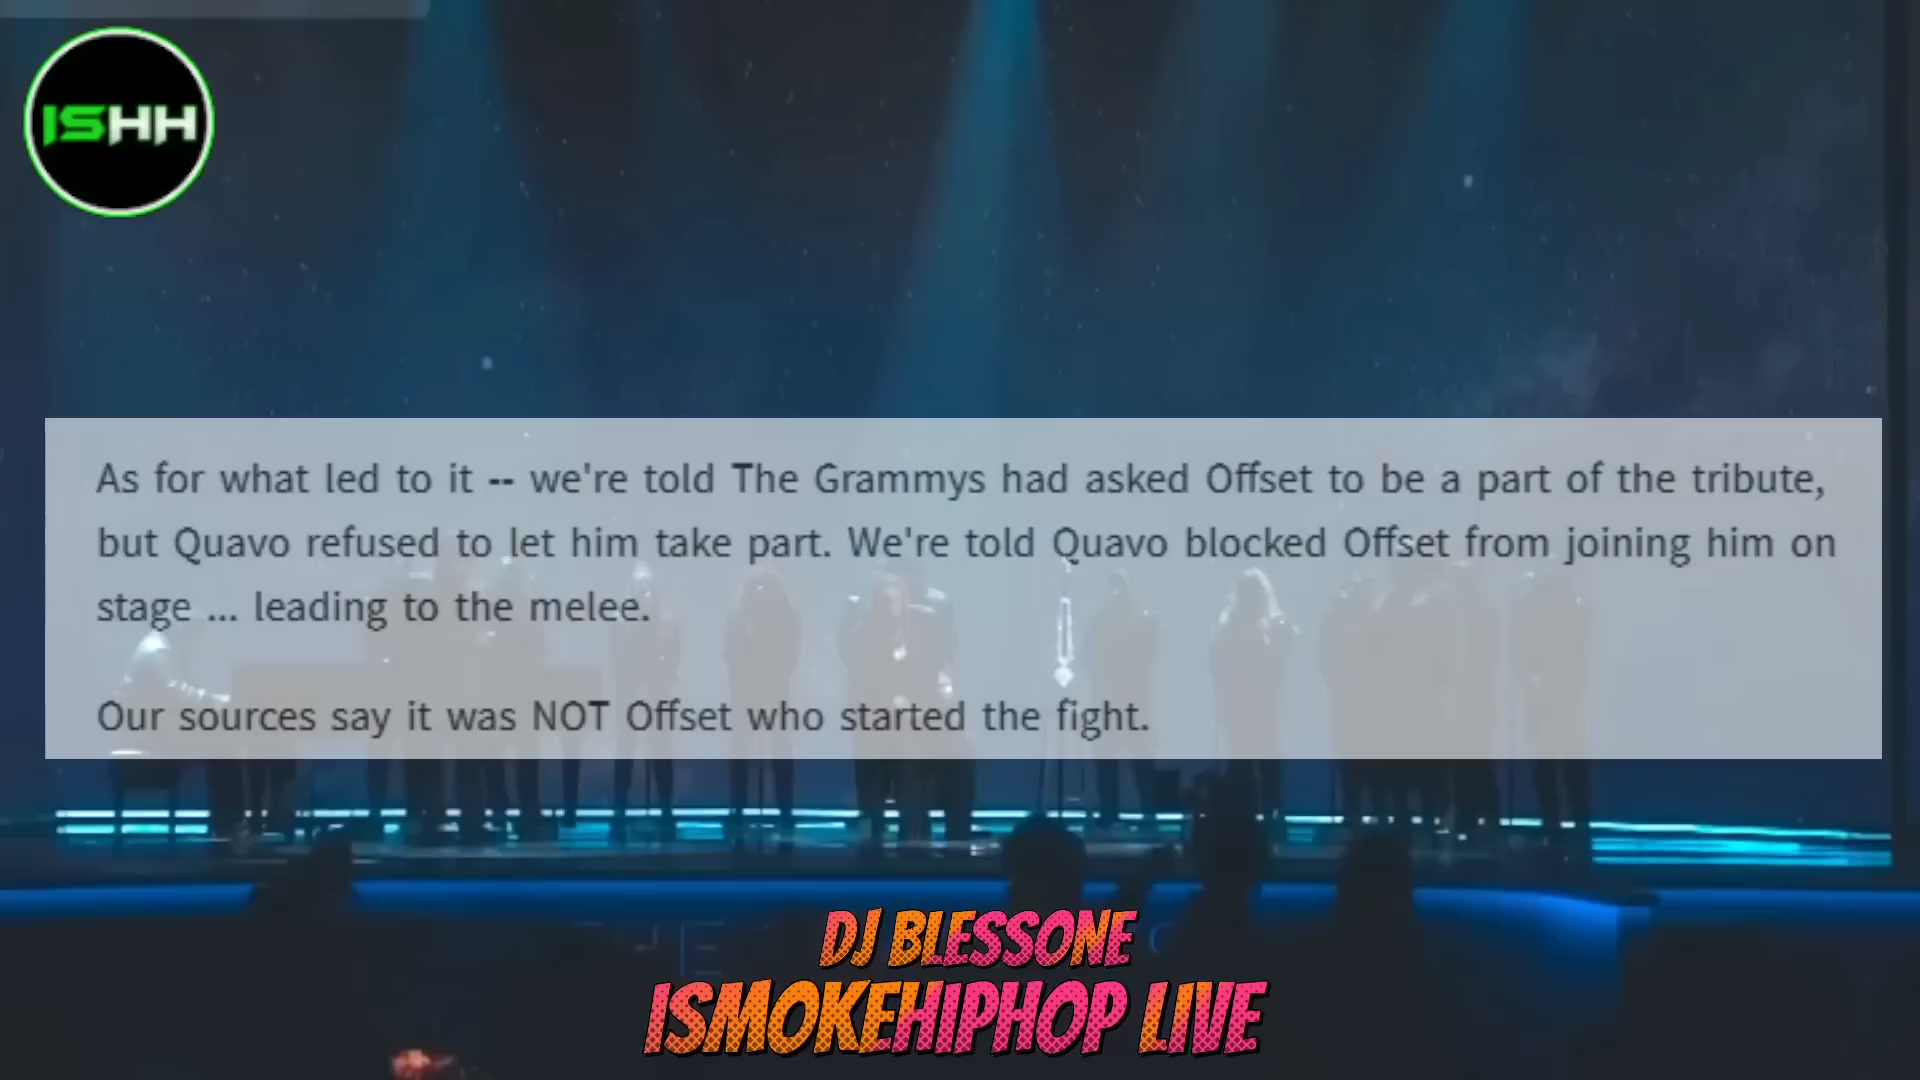 ISHH
As for what led to it -- we're told The Grammys had asked Offset to be a part of the tribute,
but Quavo refused to let him take part. We're told Quavo blocked Offset from joining him on
stage ... leading to the melee.
Our sources say it was NOT Offset who started the fight.
DJ BLESSONE
ISMOKEHIPHOP LIVE